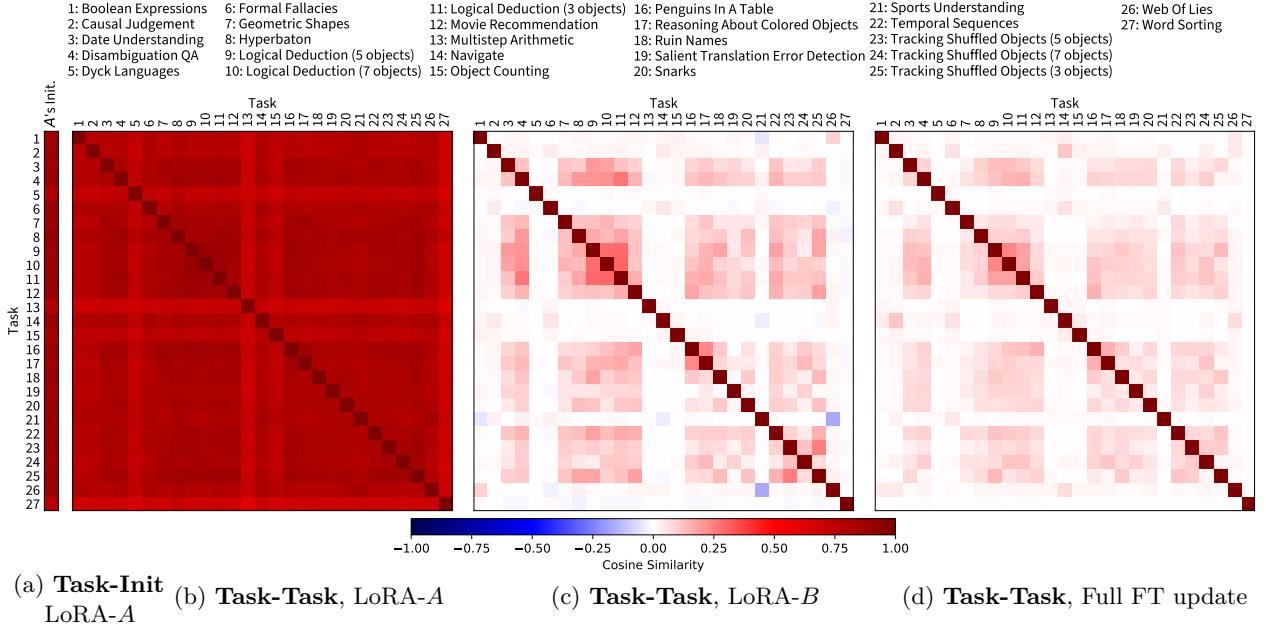 1: Boolean Expressions
2: Causal Judgement
3: Date Understanding
4: Disambiguation QA
5: Dyck Languages
6: Formal Fallacies
7: Geometric Shapes
8: Hyperbaton
9: Logical Deduction (5 objects)
10: Logical Deduction (7 objects)
11: Logical Deduction (3 objects)
12: Movie Recommendation
13: Multistep Arithmetic
14: Navigate
15: Object Counting
16: Penguins In A Table
17: Reasoning About Colored Objects
18: Ruin Names
19: Salient Translation Error Detection
20: Snarks
21: Sports Understanding
22: Temporal Sequences
23: Tracking Shuffled Objects (5 objects)
24: Tracking Shuffled Objects (7 objects)
25: Tracking Shuffled Objects (3 objects)
26: Web Of Lies
27: Word Sorting
A's Init.
Task
1 2 3 4 5 6 7 8 9 10 11 12 13 14 15 16 17 18 19 20 21 22 23 24 25 26 27
Task
1
2
3
4
5
6
7
8
9
10
11
12
13
14
15
16
17
18
19
20
21
22
23
24
25
26
27
Task
1 2 3 4 5 6 7 8 9 10 11 12 13 14 15 16 17 18 19 20 21 22 23 24 25 26 27
Task
1 2 3 4 5 6 7 8 9 10 11 12 13 14 15 16 17 18 19 20 21 22 23 24 25 26 27
−1.00 −0.75 −0.50 −0.25 0.00 0.25 0.50 0.75 1.00
Cosine Similarity
(a) Task-Init
LoRA-A
(b) Task-Task, LoRA-A
(c) Task-Task, LoRA-B
(d) Task-Task, Full FT update